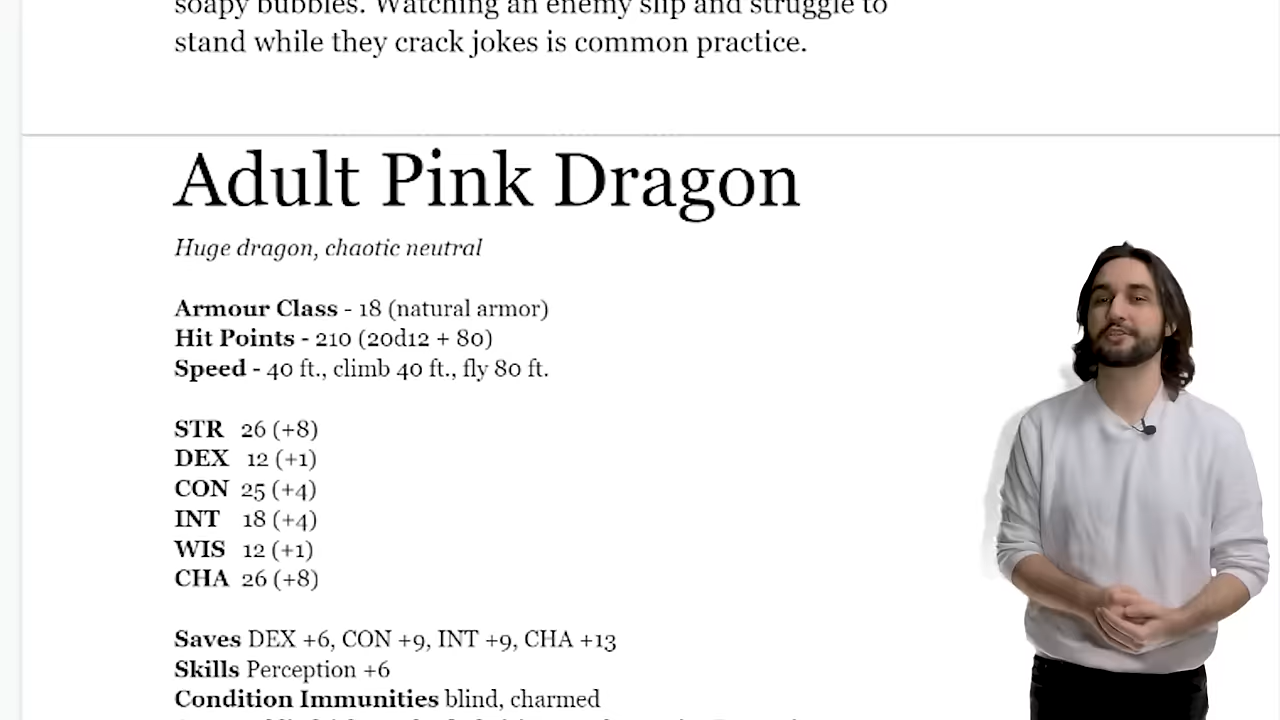 soapy bubbles. Watching an enemy slip and struggle to
stand while they crack jokes is common practice.
Adult Pink Dragon
Huge dragon, chaotic neutral
Armour Class - 18 (natural armor)
Hit Points - 210 (20d12 + 80)
Speed - 40 ft., climb 40 ft., fly 80 ft.
STR 26 (+8)
DEX 12 (+1)
CON 25 (+4)
INT 18 (+4)
WIS 12 (+1)
CHA 26 (+8)
Saves DEX +6, CON +9, INT +9, CHA +13
Skills Perception +6
Condition Immunities blind, charmed